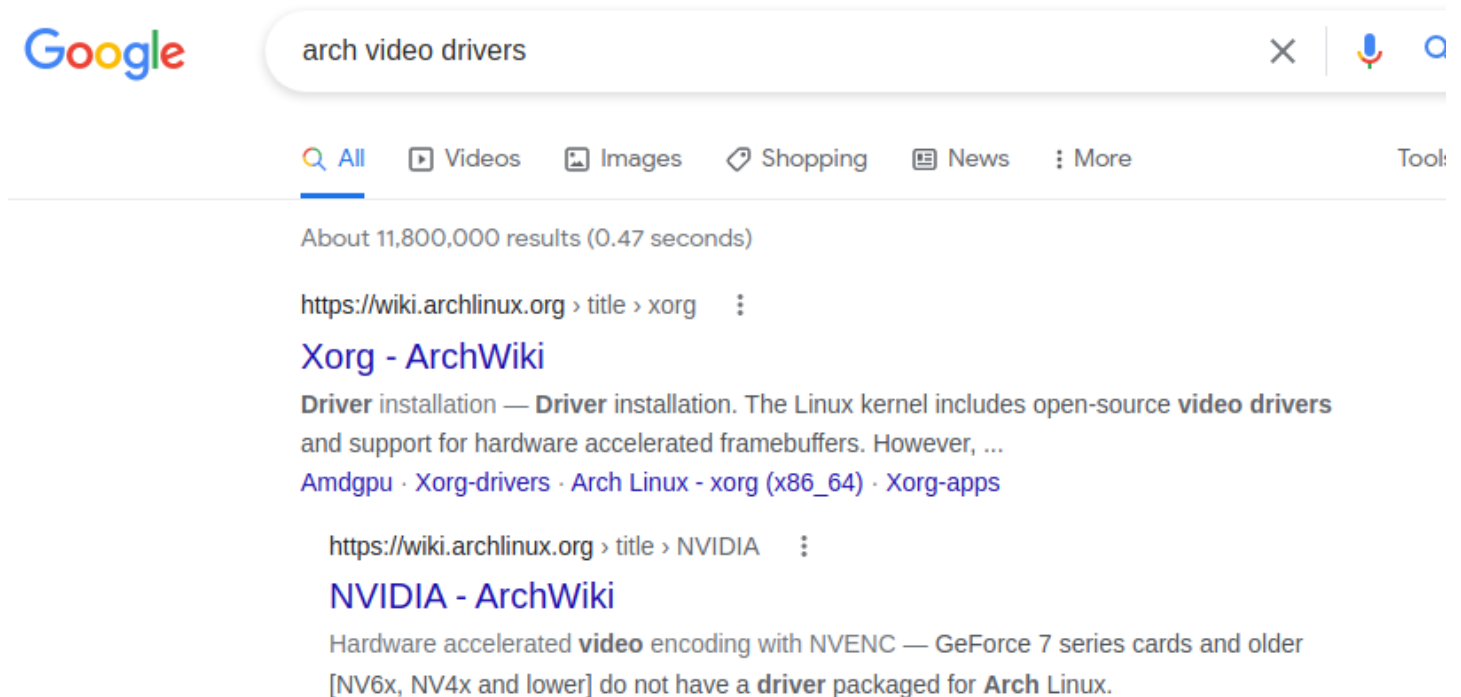 Google
arch video drivers
All Videos Images Shopping News More
About 11,800,000 results (0.47 seconds)
https://wiki.archlinux.org › title › xorg
Xorg - ArchWiki
Driver installation — Driver installation. The Linux kernel includes open-source video drivers
and support for hardware accelerated framebuffers. However, ...
Amdgpu · Xorg-drivers · Arch Linux - xorg (x86_64) · Xorg-apps
https://wiki.archlinux.org › title › NVIDIA
NVIDIA - ArchWiki
Hardware accelerated video encoding with NVENC — GeForce 7 series cards and older
[NV6x, NV4x and lower] do not have a driver packaged for Arch Linux.